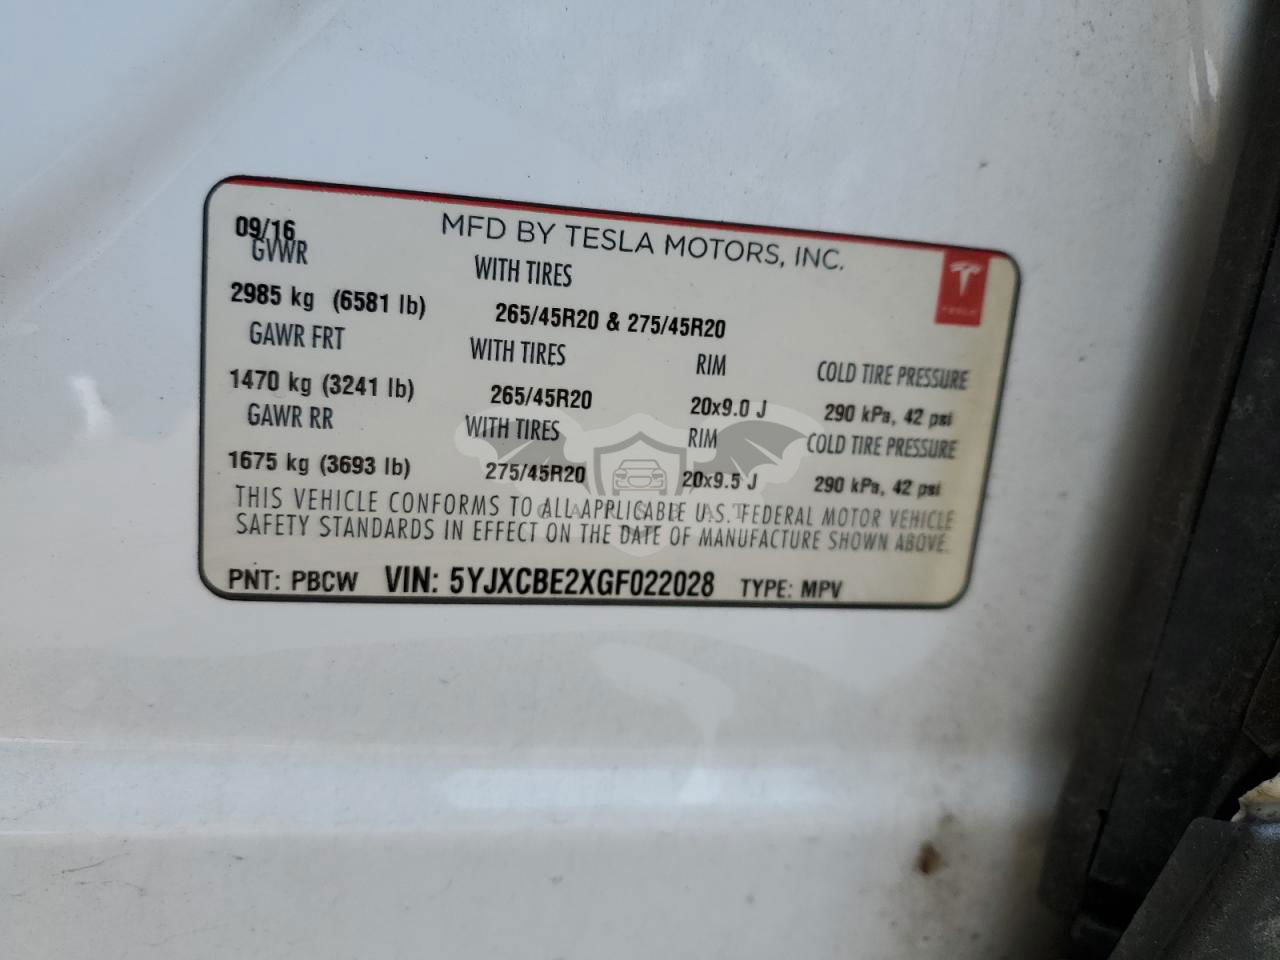 09/16 MFD BY TESLA MOTORS, INC.
GVWR WITH TIRES
TESLA
2985 kg (6581 lb) 265/45R20 & 275/45R20
GAWR FRT WITH TIRES RIM COLD TIRE PRESSURE
1470 kg (3241 lb) 265/45R20 20x9.0 J 290 kPa, 42 psi
GAWR RR WITH TIRES RIM COLD TIRE PRESSURE
1675 kg (3693 lb) 275/45R20 20x9.5 J 290 kPa, 42 psi
THIS VEHICLE CONFORMS TO ALL APPLICABLE U.S. FEDERAL MOTOR VEHICLE
SAFETY STANDARDS IN EFFECT ON THE DATE OF MANUFACTURE SHOWN ABOVE.
PNT: PBCW VIN: 5YJXCBE2XGF022028 TYPE: MPV